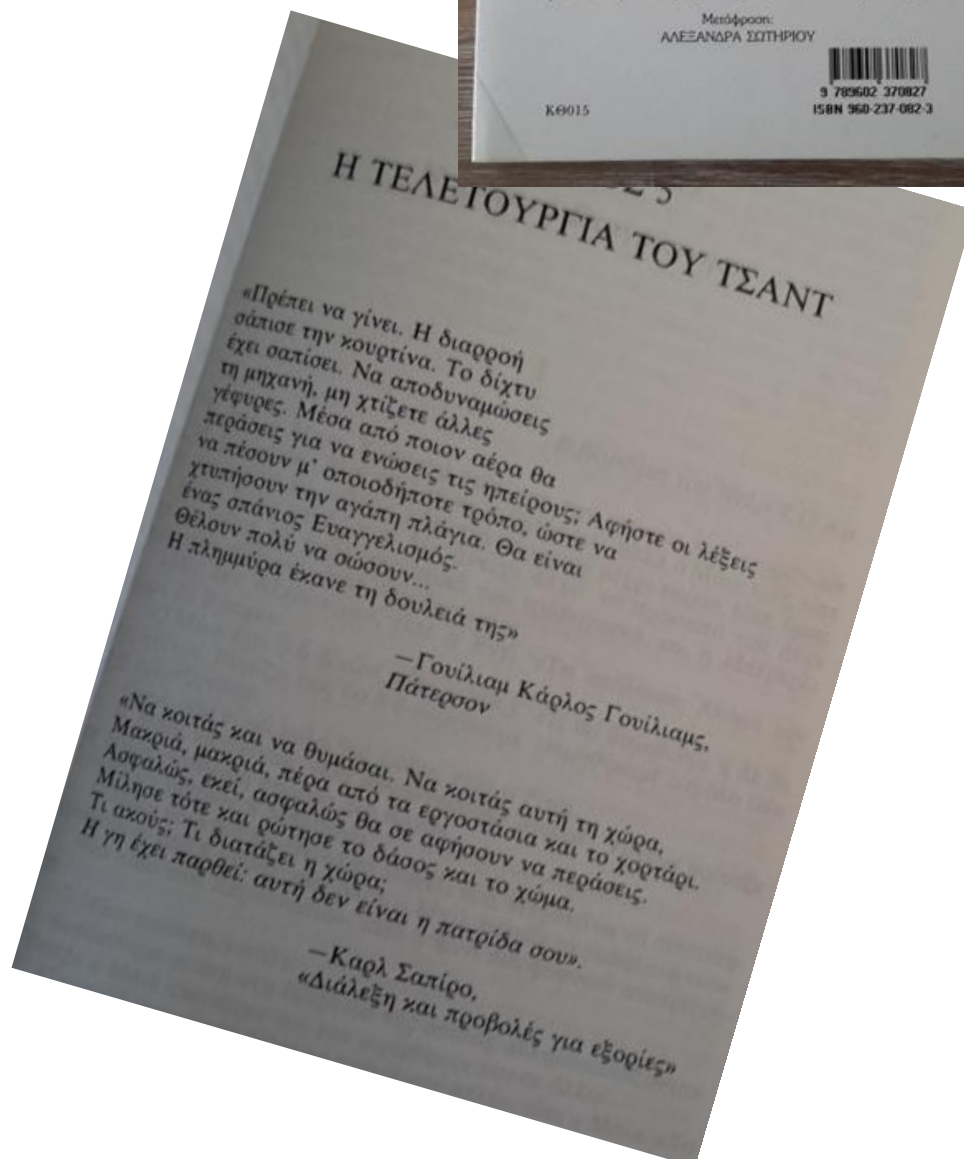 Μετάφραση:
ΑΛΕΞΑΝΔΡΑ ΣΩΤΗΡΙΟΥ
9 789602 370827
ΚΘ015
ISBN 960-237-082-3
5
Η ΤΕΛΕΤΟΥΡΓΙΑ ΤΟΥ ΤΣΑΝΤ
«Πρέπει να γίνει. Η διαρροή
σάπισε την κουρτίνα. Το δίχτυ
έχει σαπίσει. Να αποδυναμώσεις
τη μηχανή, μη χτίζετε άλλες
γέφυρες. Μέσα από ποιον αέρα θα
περάσεις για να ενώσεις τις ηπείρους; Αφήστε οι λέξεις
να πέσουν μ' οποιοδήποτε τρόπο, ώστε να
χτυπήσουν την αγάπη πλάγια. Θα είναι
ένας σπάνιος Ευαγγελισμός.
Θέλουν πολύ να σώσουν...
Η πλημμύρα έκανε τη δουλειά της»
—Γουίλιαμ Κάρλος Γουίλιαμς,
Πάτερσον
«Να κοιτάς και να θυμάσαι. Να κοιτάς αυτή τη χώρα,
Μακριά, μακριά, πέρα από τα εργοστάσια και το χορτάρι.
Ασφαλώς, εκεί, ασφαλώς θα σε αφήσουν να περάσεις.
Μίλησε τότε και ρώτησε το δάσος και το χώμα.
Τι ακούς; Τι διατάζει η χώρα;
Η γη έχει παρθεί: αυτή δεν είναι η πατρίδα σου».
—Καρλ Σαπίρο,
«Διάλεξη και προβολές για εξορίες»